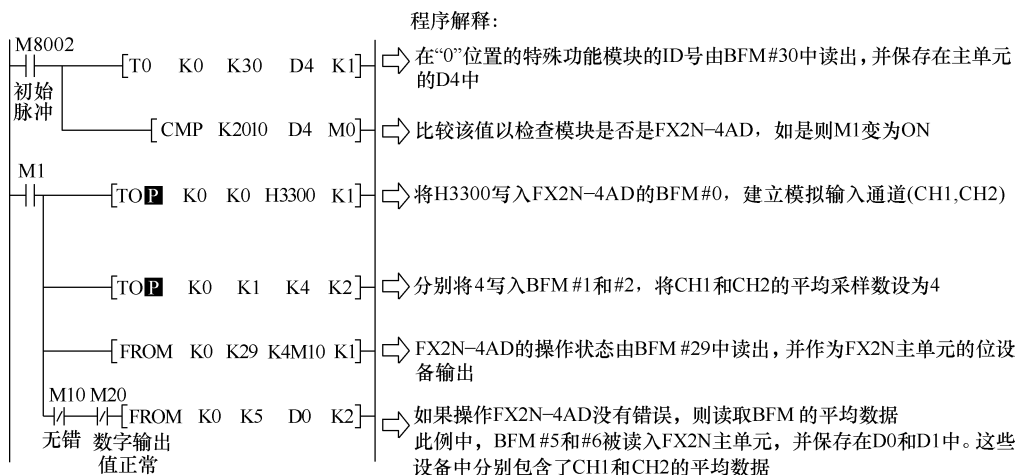 程序解释:
M8002
T0 K0 K30 D4 K1
在“0”位置的特殊功能模块的ID号由BFM#30中读出，并保存在主单元
的D4中
初始
脉冲
CMP K2010 D4 M0
比较该值以检查模块是否是FX2N-4AD，如是则M1变为ON
M1
TO P K0 K0 H3300 K1
将H3300写入FX2N-4AD的BFM#0，建立模拟输入通道(CH1,CH2)
TO P K0 K1 K4 K2
分别将4写入BFM #1和#2，将CH1和CH2的平均采样数设为4
FROM K0 K29 K4M10 K1
FX2N-4AD的操作状态由BFM #29中读出，并作为FX2N主单元的位设
备输出
M10 M20
FROM K0 K5 D0 K2
无错 数字输出
值正常
如果操作FX2N-4AD没有错误，则读取BFM 的平均数据
此例中，BFM #5和#6被读入FX2N主单元，并保存在D0和D1中。这些
设备中分别包含了CH1和CH2的平均数据